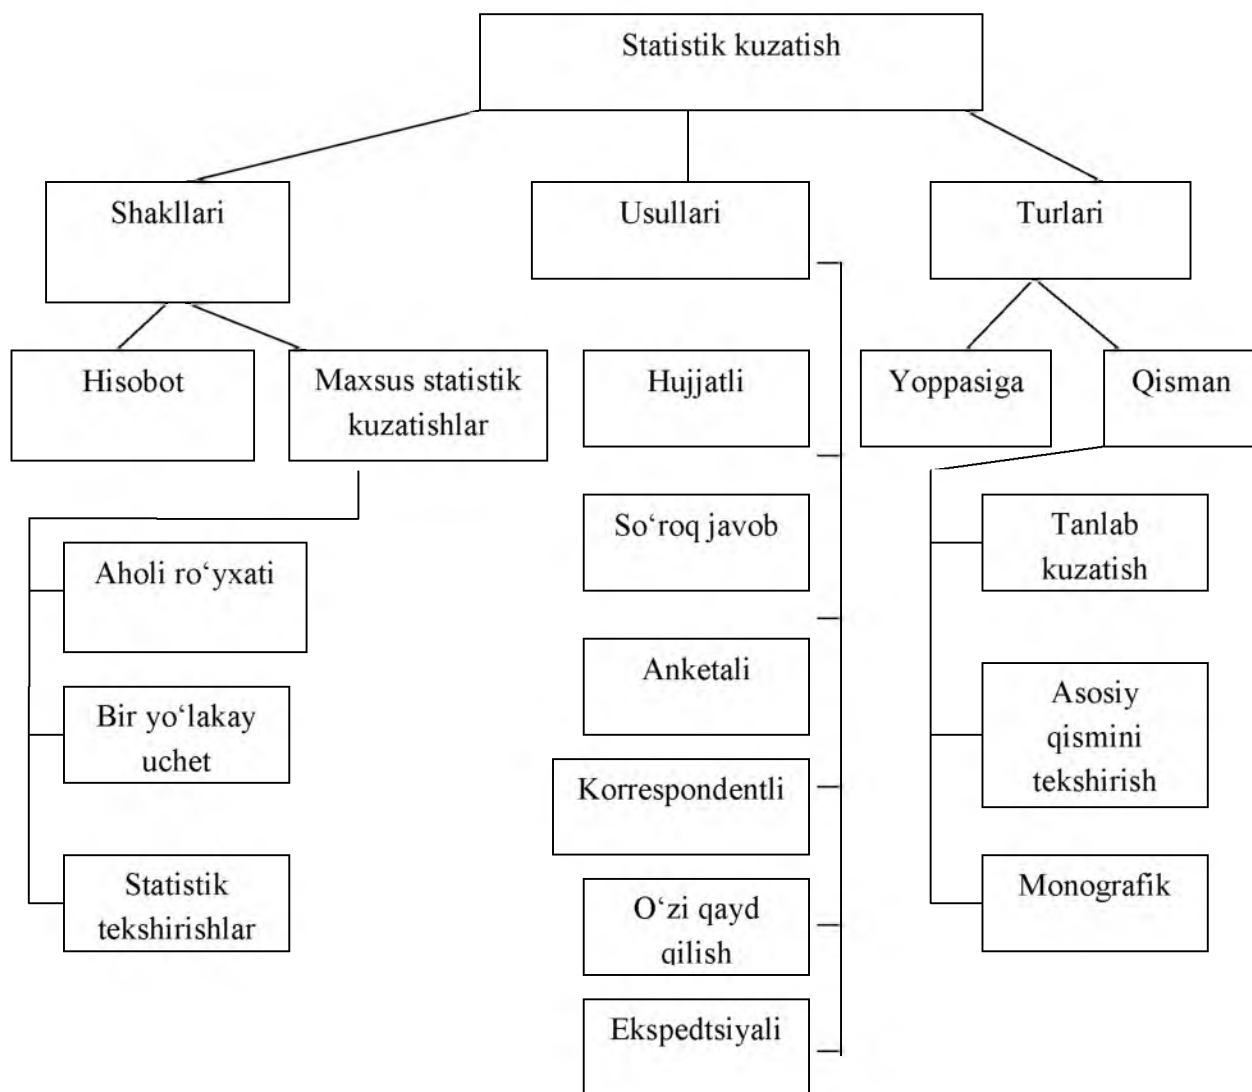 Statistik kuzatish
Shakllari
Usullari
Turlari
Hisobot
Maxsus statistik
kuzatishlar
Hujjatli
Yoppasiga
Qisman
Aholi ro‘yxati
So‘roq javob
Tanlab
kuzatish
Bir yo‘lakay
uchet
Anketali
Asosiy
qismini
tekshirish
Korrespondentli
Statistik
tekshirishlar
O‘zi qayd
qilish
Monografik
Ekspedtsiyali